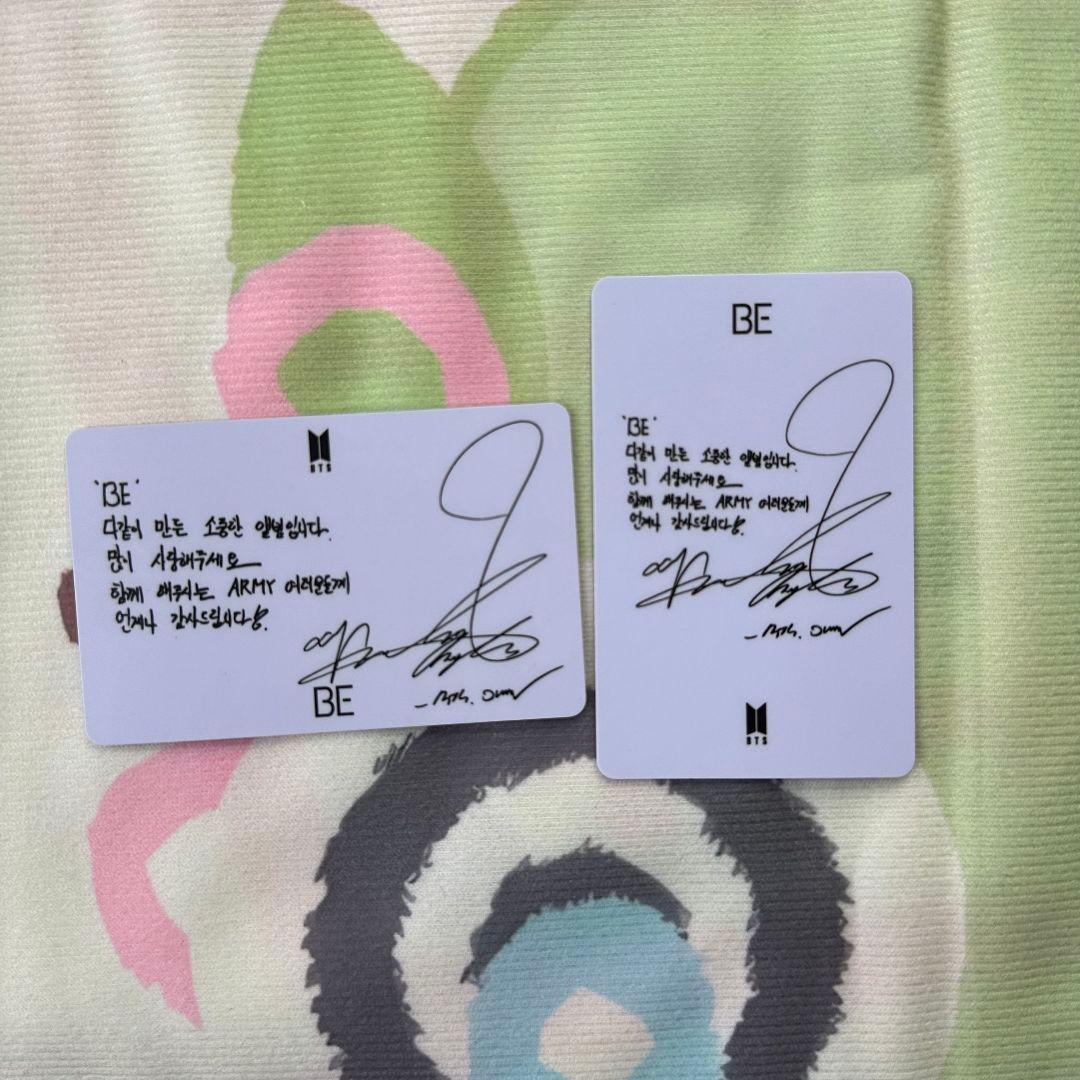 BTS
'BE'
다같이 만든 소중한 앨범입니다.
많이 사랑해주세요
함께 해주시는 ARMY 여러분들께
언제나 감사드립니다
BE
BE
'BE'
다같이 만든 소중한 앨범입니다.
많이 사랑해주세요
함께 해주시는 ARMY 여러분들께
언제나 감사드립니다
BTS